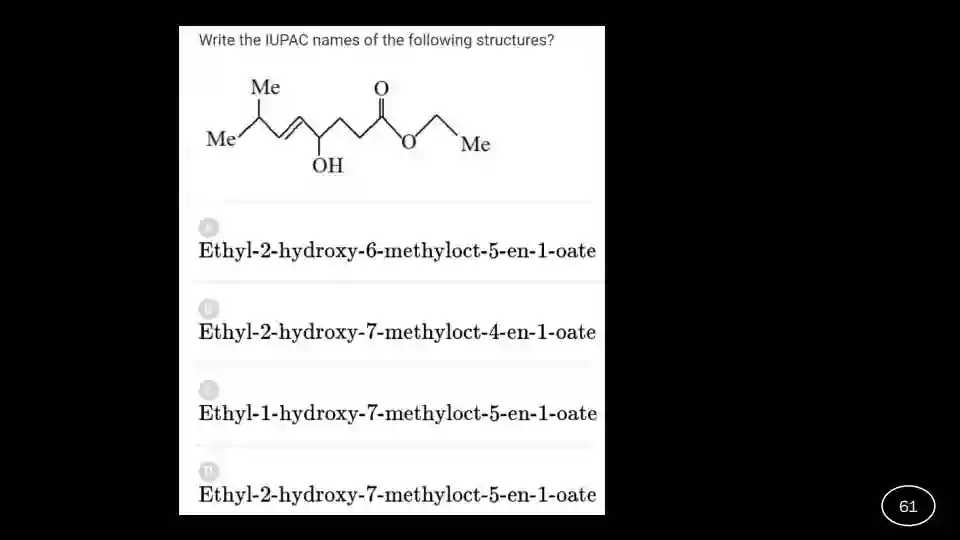 Write the IUPAC names of the following structures?
Me
O
Me
O
Me
OH
Ethyl-2-hydroxy-6-methyloct-5-en-1-oate
Ethyl-2-hydroxy-7-methyloct-4-en-1-oate
Ethyl-1-hydroxy-7-methyloct-5-en-1-oate
D
Ethyl-2-hydroxy-7-methyloct-5-en-1-oate
61